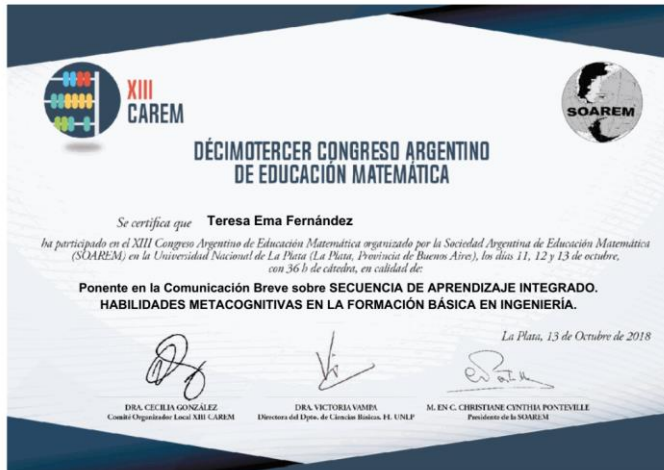 XIII
CAREM
SOAREM
DÉCIMOTERCER CONGRESO ARGENTINO
DE EDUCACIÓN MATEMÁTICA
Se certifica que Teresa Ema Fernández
ha participado en el XIII Congreso Argentino de Educación Matemática organizado por la Sociedad Argentina de Educación Matemática
(SOAREM) en la Universidad Nacional de La Plata (La Plata, Provincia de Buenos Aires), los días 11, 12 y 13 de octubre,
con 36 h de cátedra, en calidad de:
Ponente en la Comunicación Breve sobre SECUENCIA DE APRENDIZAJE INTEGRADO.
HABILIDADES METACOGNITIVAS EN LA FORMACIÓN BÁSICA EN INGENIERÍA.
La Plata, 13 de Octubre de 2018
DRA. CECILIA GONZÁLEZ
Comité Organizador Local XIII CAREM
DRA. VICTORIA VAMPA
Directora del Dpto. de Ciencias Básicas. FI. UNLP
M. EN C. CHRISTIANE CYNTHIA PONTEVILLE
Presidente de la SOAREM